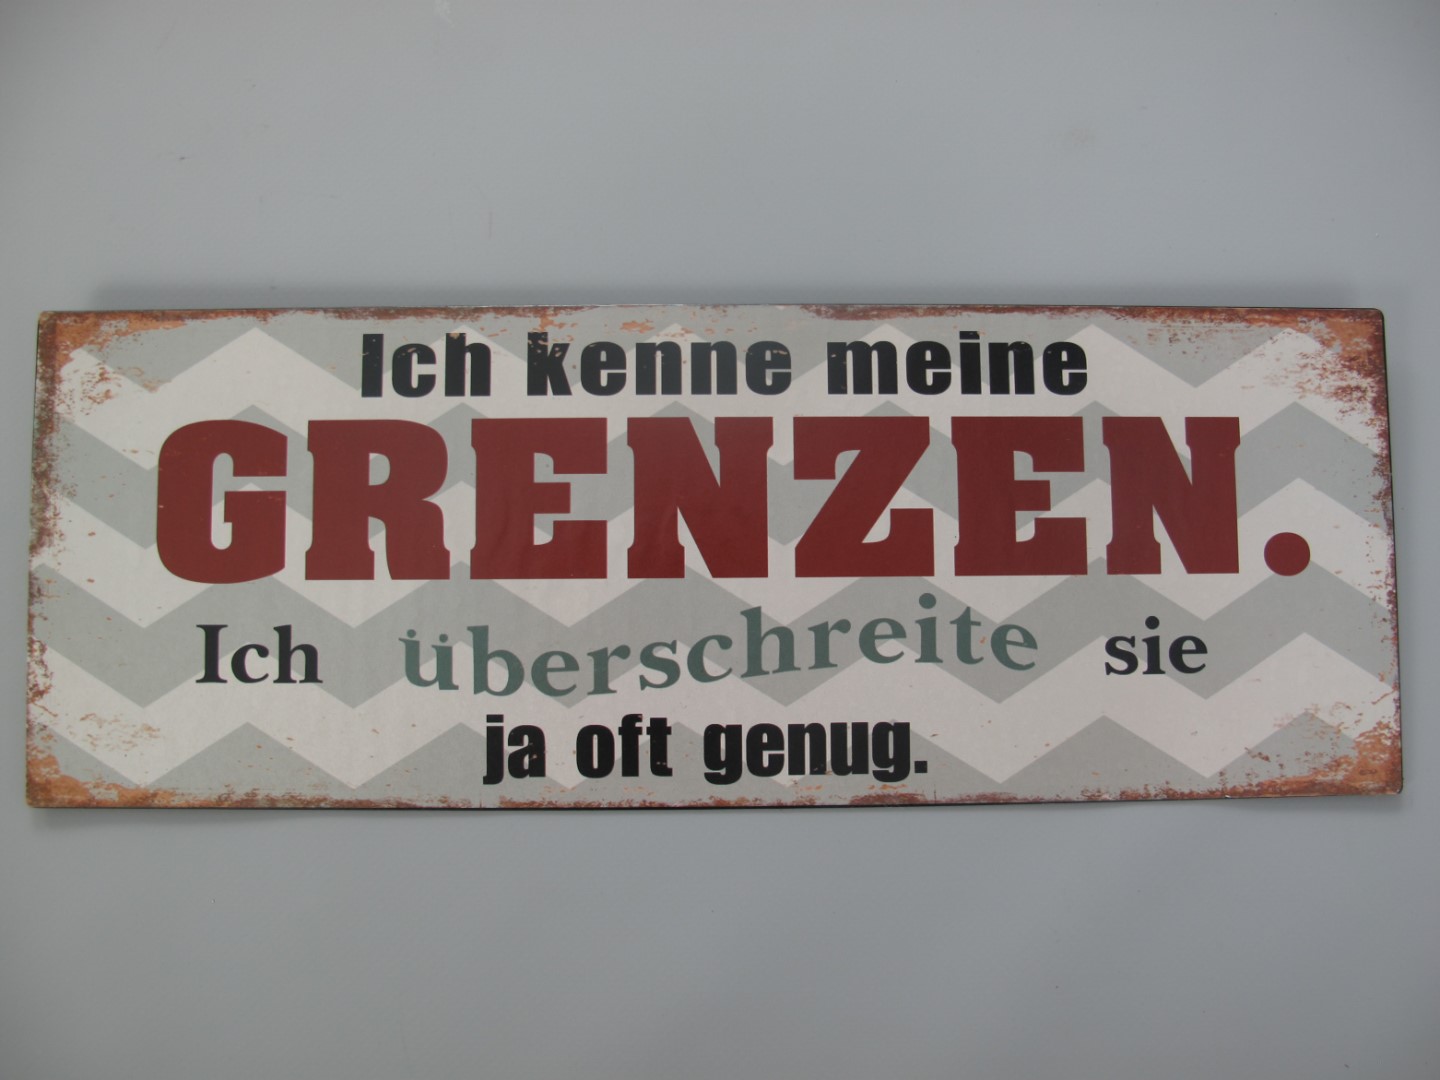 Ich kenne meine
GRENZEN.
Ich überschreite sie
ja oft genug.